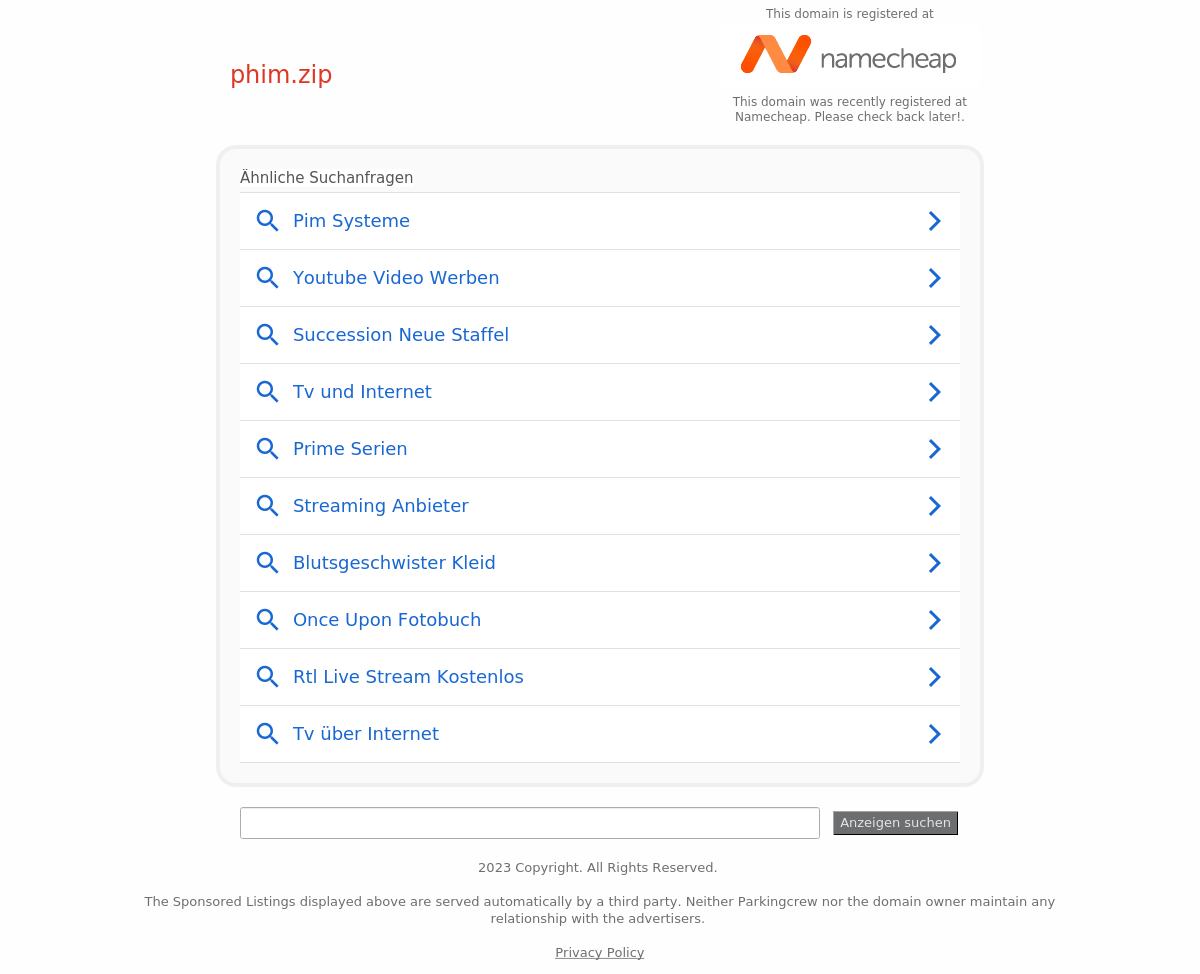 This domain is registered at
namecheap
phim.zip
This domain was recently registered at
Namecheap. Please check back later!.
Ähnliche Suchanfragen
Pim Systeme
Youtube Video Werben
Succession Neue Staffel
Tv und Internet
Prime Serien
Streaming Anbieter
Blutsgeschwister Kleid
Once Upon Fotobuch
Rtl Live Stream Kostenlos
Tv über Internet
Anzeigen suchen
2023 Copyright. All Rights Reserved.
The Sponsored Listings displayed above are served automatically by a third party. Neither Parkingcrew nor the domain owner maintain any
relationship with the advertisers.
Privacy Policy